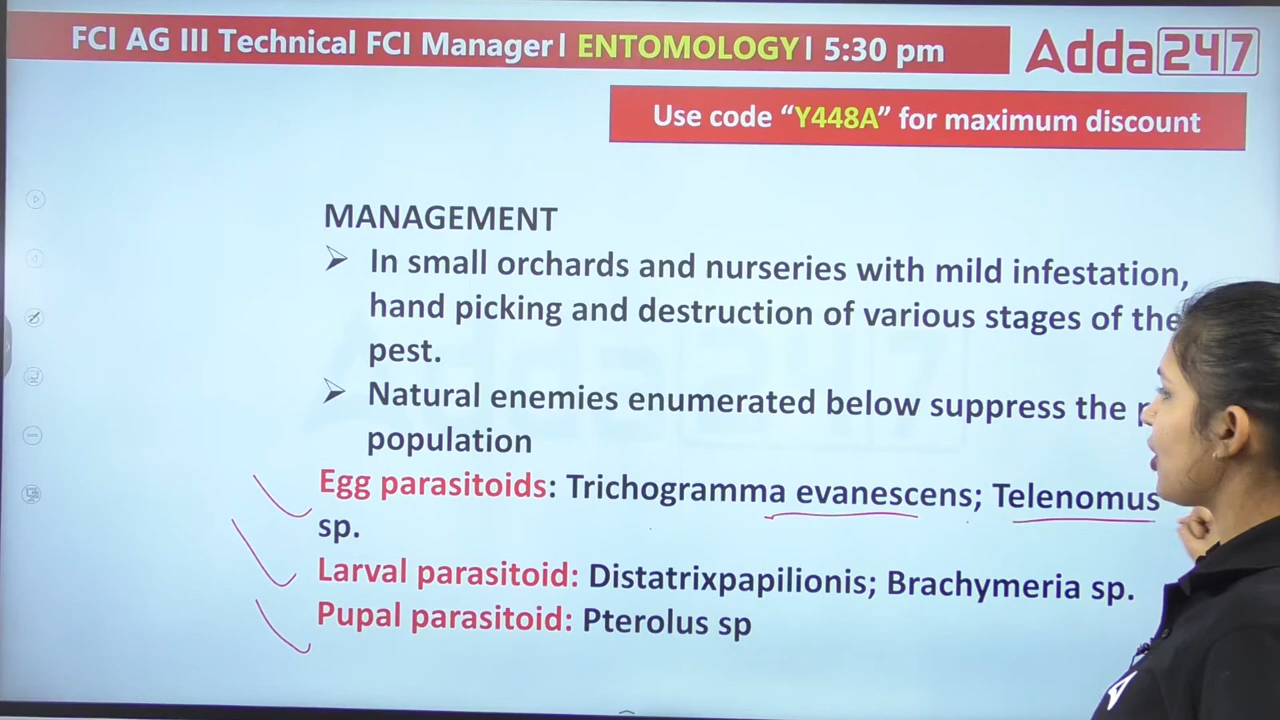 FCI AG III Technical FCI Manager| ENTOMOLOGY| 5:30 pm
Adda 247
Use code “Y448A” for maximum discount
MANAGEMENT
In small orchards and nurseries with mild infestation,
hand picking and destruction of various stages of the
pest.
Natural enemies enumerated below suppress the
population
Egg parasitoids: Trichogramma evanescens; Telenomus
sp.
Larval parasitoid: Distatrixpapilionis; Brachymeria sp.
Pupal parasitoid: Pterolus sp